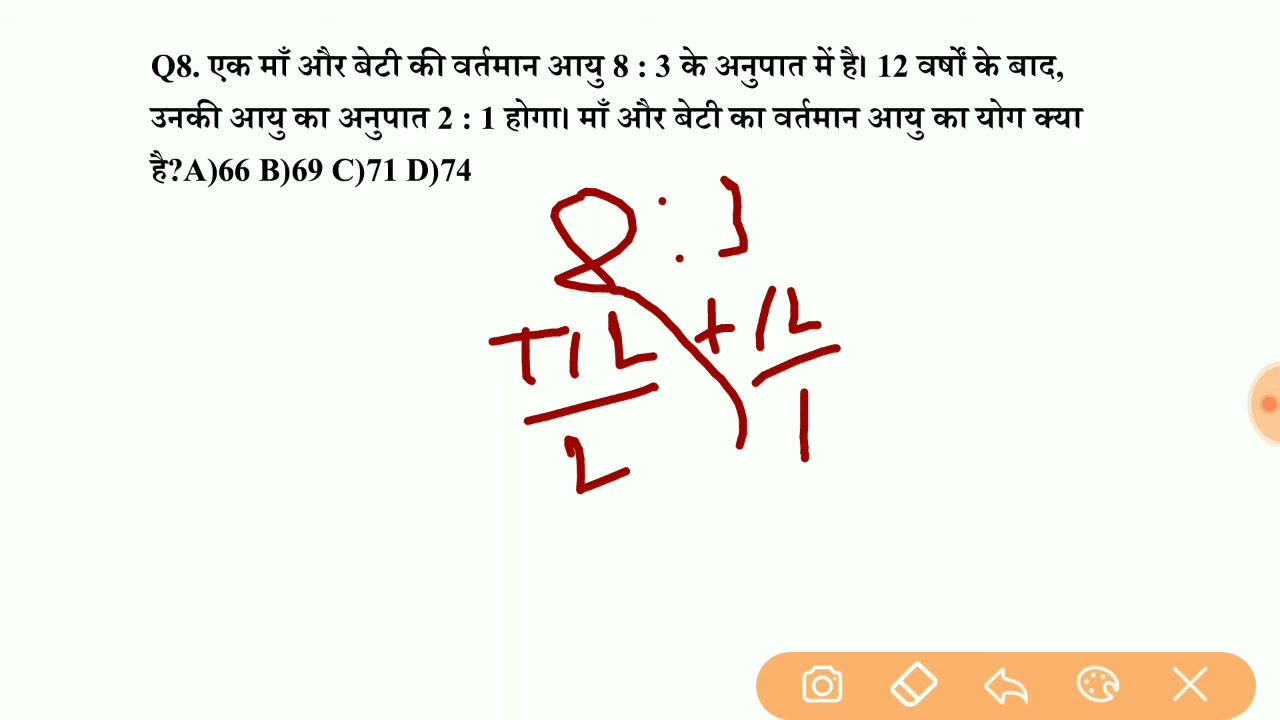 Q8. एक माँ और बेटी की वर्तमान आयु 8 : 3 के अनुपात में है। 12 वर्षों के बाद,
उनकी आयु का अनुपात 2 : 1 होगा। माँ और बेटी का वर्तमान आयु का योग क्या
है?A)66 B)69 C)71 D)74
8 : 3
+12 +12
2 1